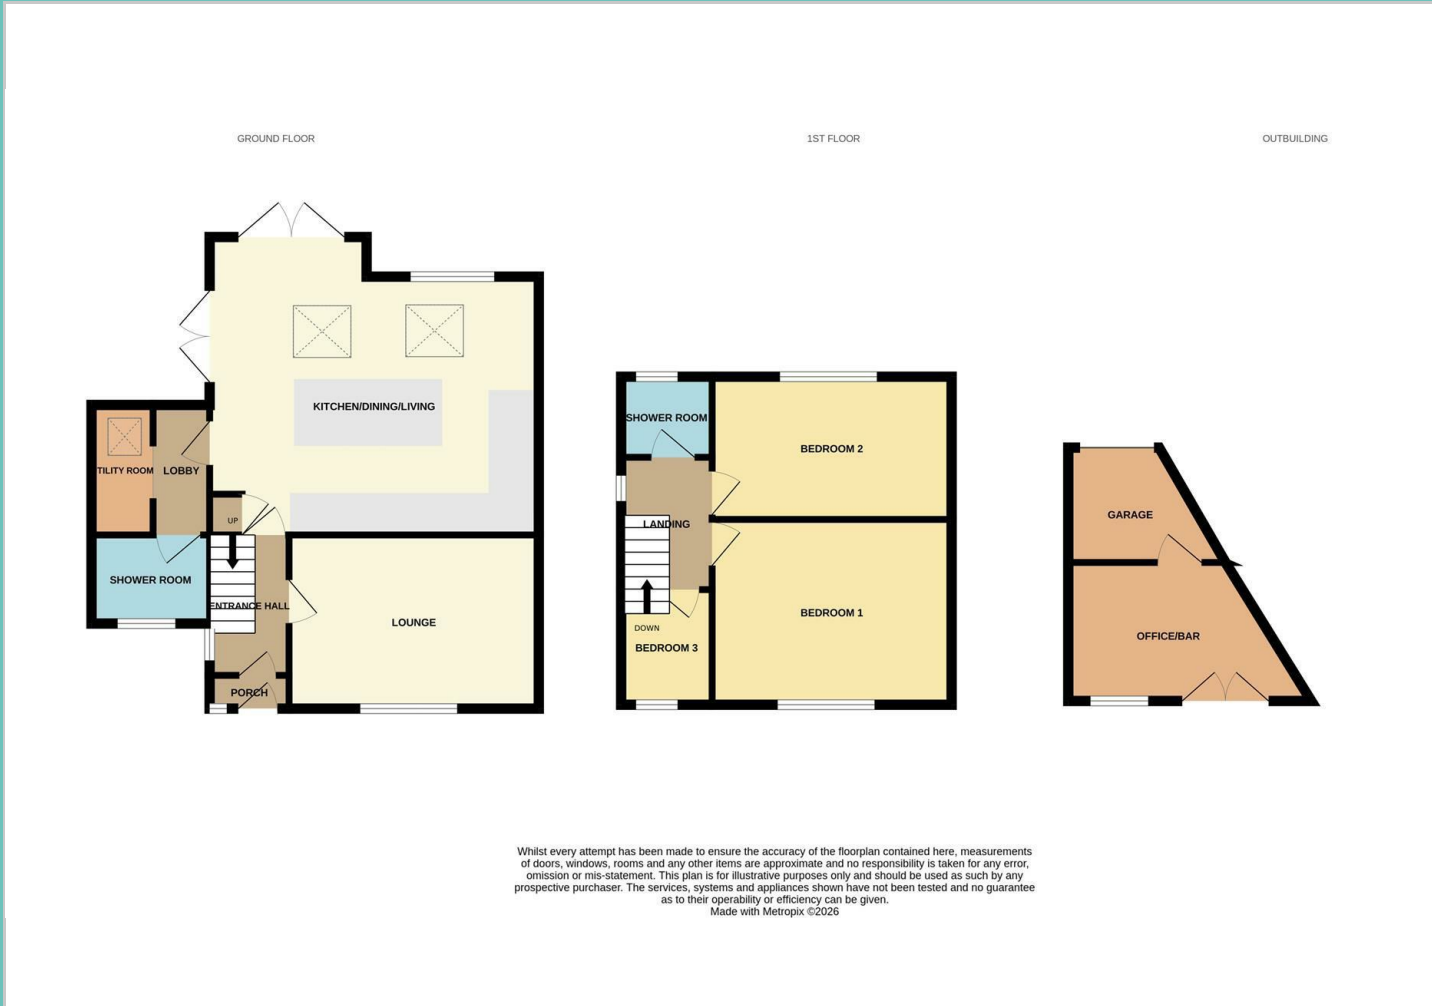 GROUND FLOOR
1ST FLOOR
OUTBUILDING
KITCHEN/DINING/LIVING
TILITY ROOM
LOBBY
UP
SHOWER ROOM
ENTRANCE HALL
LOUNGE
PORCH
SHOWER ROOM
BEDROOM 2
LANDING
BEDROOM 1
DOWN
BEDROOM 3
GARAGE
OFFICE/BAR
Whilst every attempt has been made to ensure the accuracy of the floorplan contained here, measurements
of doors, windows, rooms and any other items are approximate and no responsibility is taken for any error,
omission or mis-statement. This plan is for illustrative purposes only and should be used as such by any
prospective purchaser. The services, systems and appliances shown have not been tested and no guarantee
as to their operability or efficiency can be given.
Made with Metropix ©2026